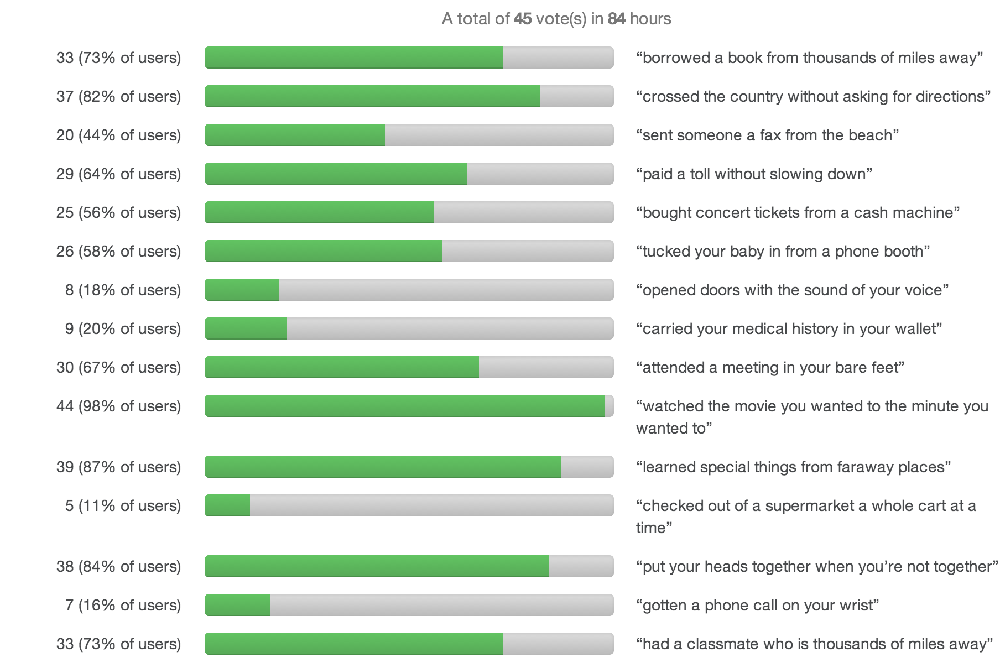 A total of 45 vote(s) in 84 hours
33 (73% of users) “borrowed a book from thousands of miles away”
37 (82% of users) “crossed the country without asking for directions”
20 (44% of users) “sent someone a fax from the beach”
29 (64% of users) “paid a toll without slowing down”
25 (56% of users) “bought concert tickets from a cash machine”
26 (58% of users) “tucked your baby in from a phone booth”
8 (18% of users) “opened doors with the sound of your voice”
9 (20% of users) “carried your medical history in your wallet”
30 (67% of users) “attended a meeting in your bare feet”
44 (98% of users) “watched the movie you wanted to the minute you
wanted to”
39 (87% of users) “learned special things from faraway places”
5 (11% of users) “checked out of a supermarket a whole cart at a
time”
38 (84% of users) “put your heads together when you’re not together”
7 (16% of users) “gotten a phone call on your wrist”
33 (73% of users) “had a classmate who is thousands of miles away”